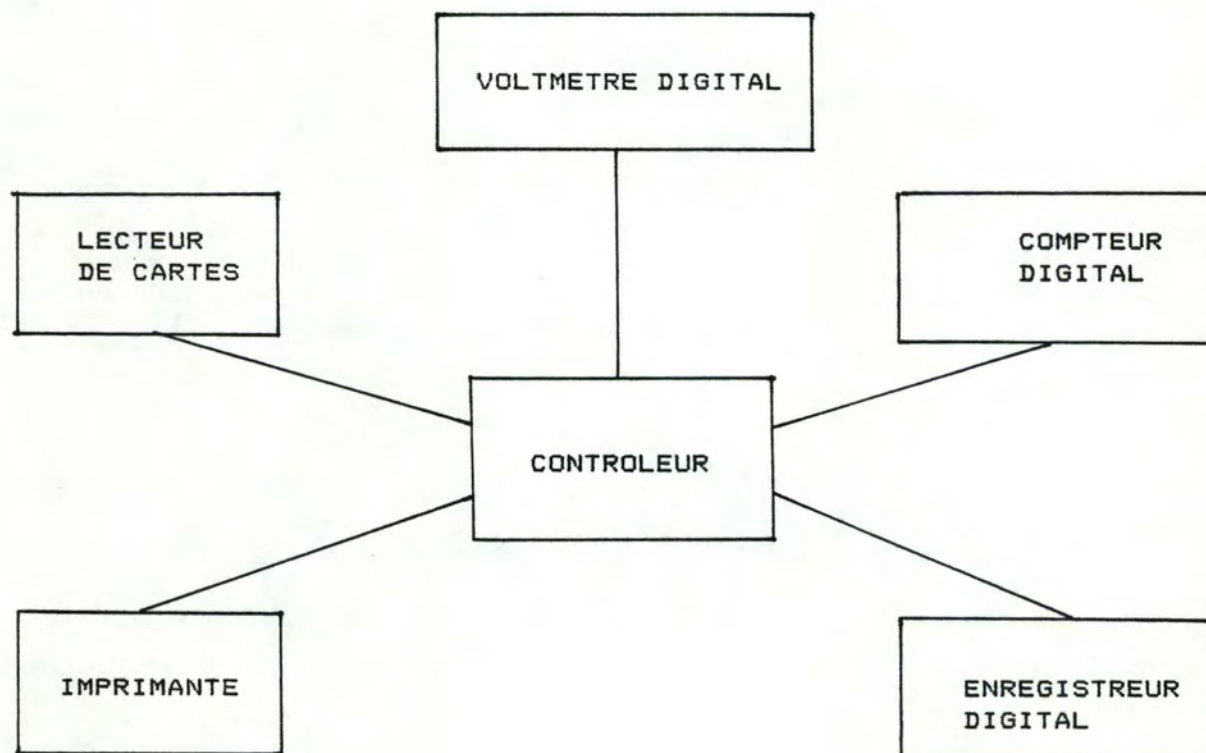 VOLTMETRE DIGITAL
LECTEUR
DE CARTES
COMPTEUR
DIGITAL
CONTROLEUR
IMPRIMANTE
ENREGISTREUR
DIGITAL